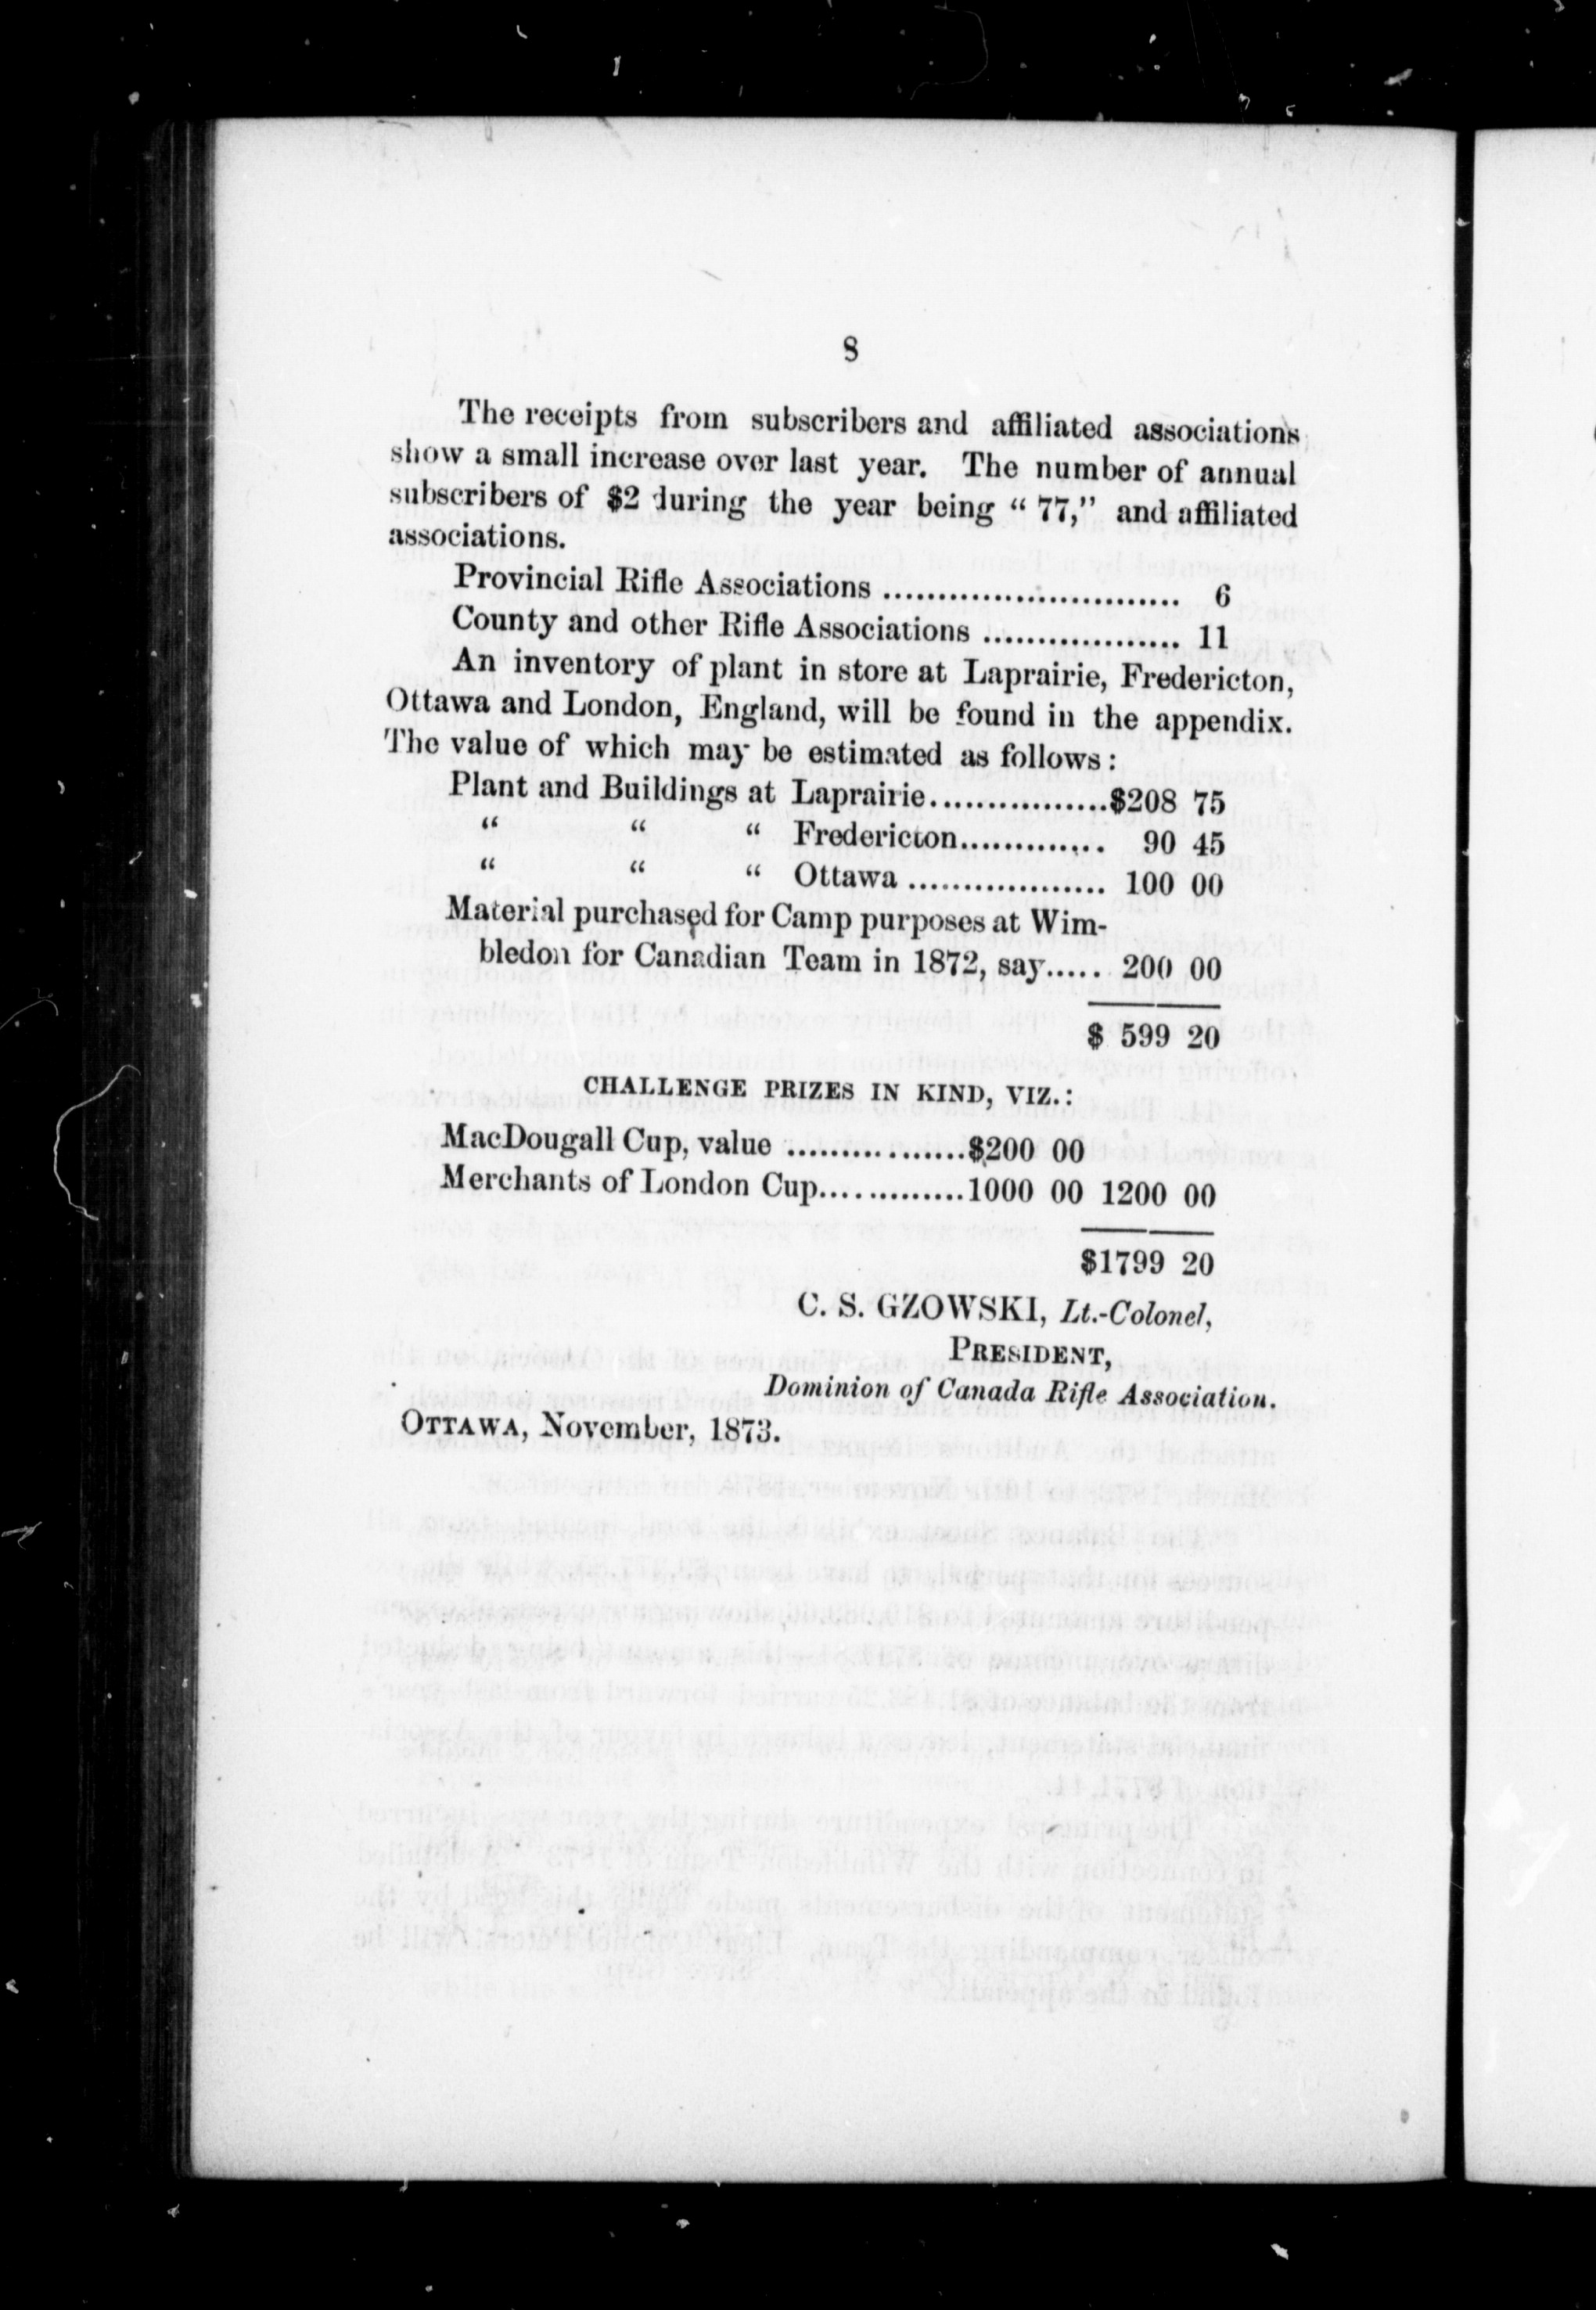 8
The receipts from subscribers and affiliated associations
show a small increase over last year. The number of annual
subscribers of $2 during the year being “ 77,” and affiliated
associations.
Provincial Rifle Associations ........................... 6
County and other Rifle Associations .................. 11
An inventory of plant in store at Laprairie, Fredericton,
Ottawa and London, England, will be found in the appendix.
The value of which may be estimated as follows:
Plant and Buildings at Laprairie................$208 75
“ “ “ Fredericton............. 90 45
“ “ “ Ottawa .................. 100 00
Material purchased for Camp purposes at Wim-
bledon for Canadian Team in 1872, say..... 200 00
$ 599 20
CHALLENGE PRIZES IN KIND, VIZ.:
MacDougall Cup, value ................$200 00
Merchants of London Cup.............1000 00 1200 00
$1799 20
C. S. GZOWSKI, Lt.-Colonel,
PRESIDENT,
Dominion of Canada Rifle Association.
OTTAWA, November, 1873.